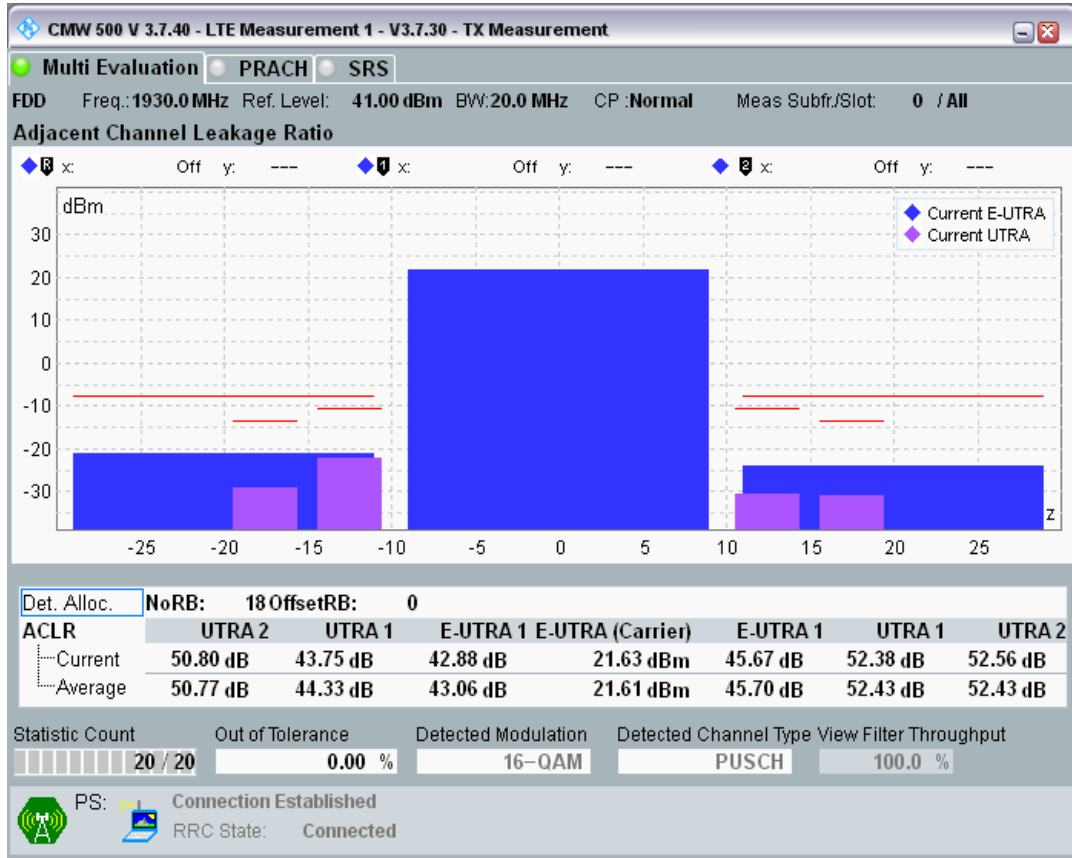 CMW 500 V 3.7.40 - LTE Measurement 1 - V3.7.30 - TX Measurement
Multi Evaluation PRACH SRS
FDD Freq.: 1930.0 MHz Ref. Level: 41.00 dBm BW: 20.0 MHz CP : Normal Meas Subfr./Slot: 0 / All
Adjacent Channel Leakage Ratio
R x: Off y: --- 1 x: Off y: --- 2 x: Off y: ---
dBm
Current E-UTRA
Current UTRA
30
20
10
0
-10
-20
-30
z
-25 -20 -15 -10 -5 0 5 10 15 20 25
Det. Alloc. NoRB: 18 OffsetRB: 0
ACLR UTRA 2 UTRA 1 E-UTRA 1 E-UTRA (Carrier) E-UTRA 1 UTRA 1 UTRA 2
Current 50.80 dB 43.75 dB 42.88 dB 21.63 dBm 45.67 dB 52.38 dB 52.56 dB
Average 50.77 dB 44.33 dB 43.06 dB 21.61 dBm 45.70 dB 52.43 dB 52.43 dB
Statistic Count Out of Tolerance Detected Modulation Detected Channel Type View Filter Throughput
20 / 20 0.00 % 16-QAM PUSCH 100.0 %
PS: Connection Established
RRC State: Connected